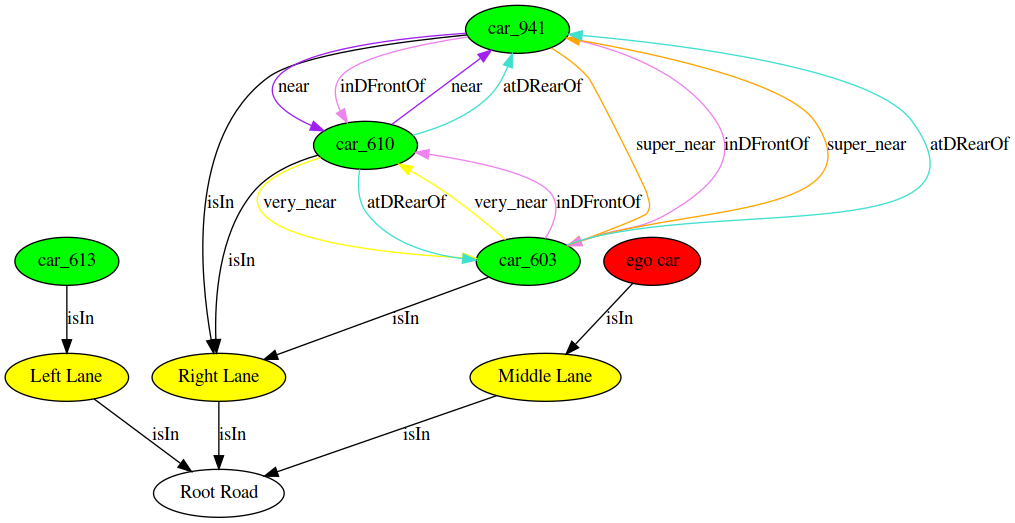 car_941
near
inDFrontOf
near
atDRearOf
car_610
super_near
inDFrontOf
super_near
atDRearOf
isIn
very_near
atDRearOf
very_near
inDFrontOf
isIn
car_613
car_603
ego car
isIn
isIn
isIn
Left Lane
Right Lane
Middle Lane
isIn
isIn
isIn
Root Road